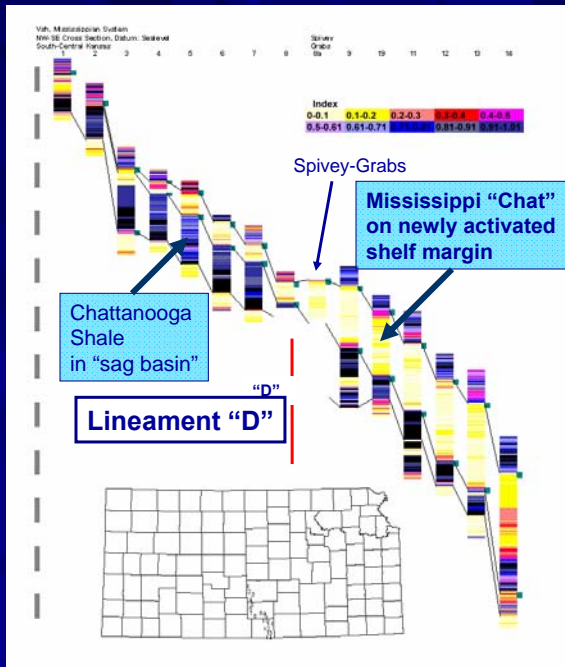 Vsh, Mississippian System
NW-SE Cross Section, Datum: Sealevel
South-Central Kansas
Spivey
Grabs
1 2 3 4 5 6 7 8 8a 9 10 11 12 13 14
Index
0-0.1 0.1-0.2 0.2-0.3 0.3-0.4 0.4-0.5
0.5-0.61 0.61-0.71 0.81-0.91 0.91-1.01
Spivey-Grabs
Mississippi “Chat”
on newly activated
shelf margin
Chattanooga
Shale
in “sag basin”
“D”
Lineament “D”